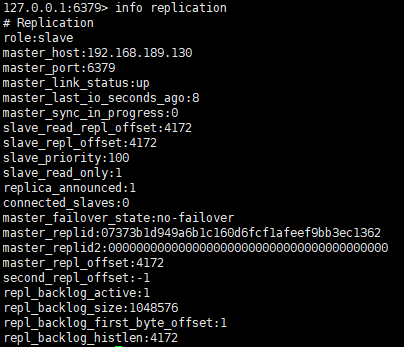 127.0.0.1:6379> info replication
# Replication
role:slave
master_host:192.168.189.130
master_port:6379
master_link_status:up
master_last_io_seconds_ago:8
master_sync_in_progress:0
slave_read_repl_offset:4172
slave_repl_offset:4172
slave_priority:100
slave_read_only:1
replica_announced:1
connected_slaves:0
master_failover_state:no-failover
master_replid:07373b1d949a6b1c160d6fcf1afeef9bb3ec1362
master_replid2:0000000000000000000000000000000000000000
master_repl_offset:4172
second_repl_offset:-1
repl_backlog_active:1
repl_backlog_size:1048576
repl_backlog_first_byte_offset:1
repl_backlog_histlen:4172